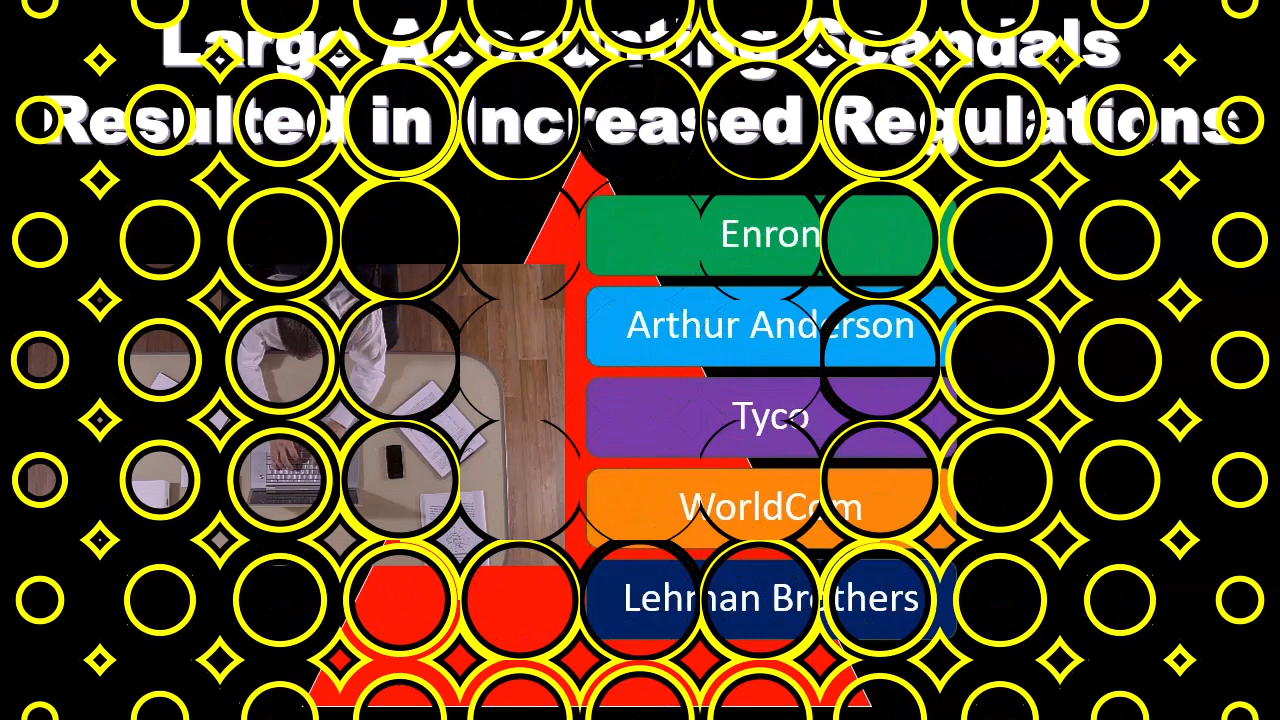 Large Accounting Scandals
Resulted in Increased Regulations
Enron
Arthur Anderson
Tyco
WorldCom
Lehman Brothers